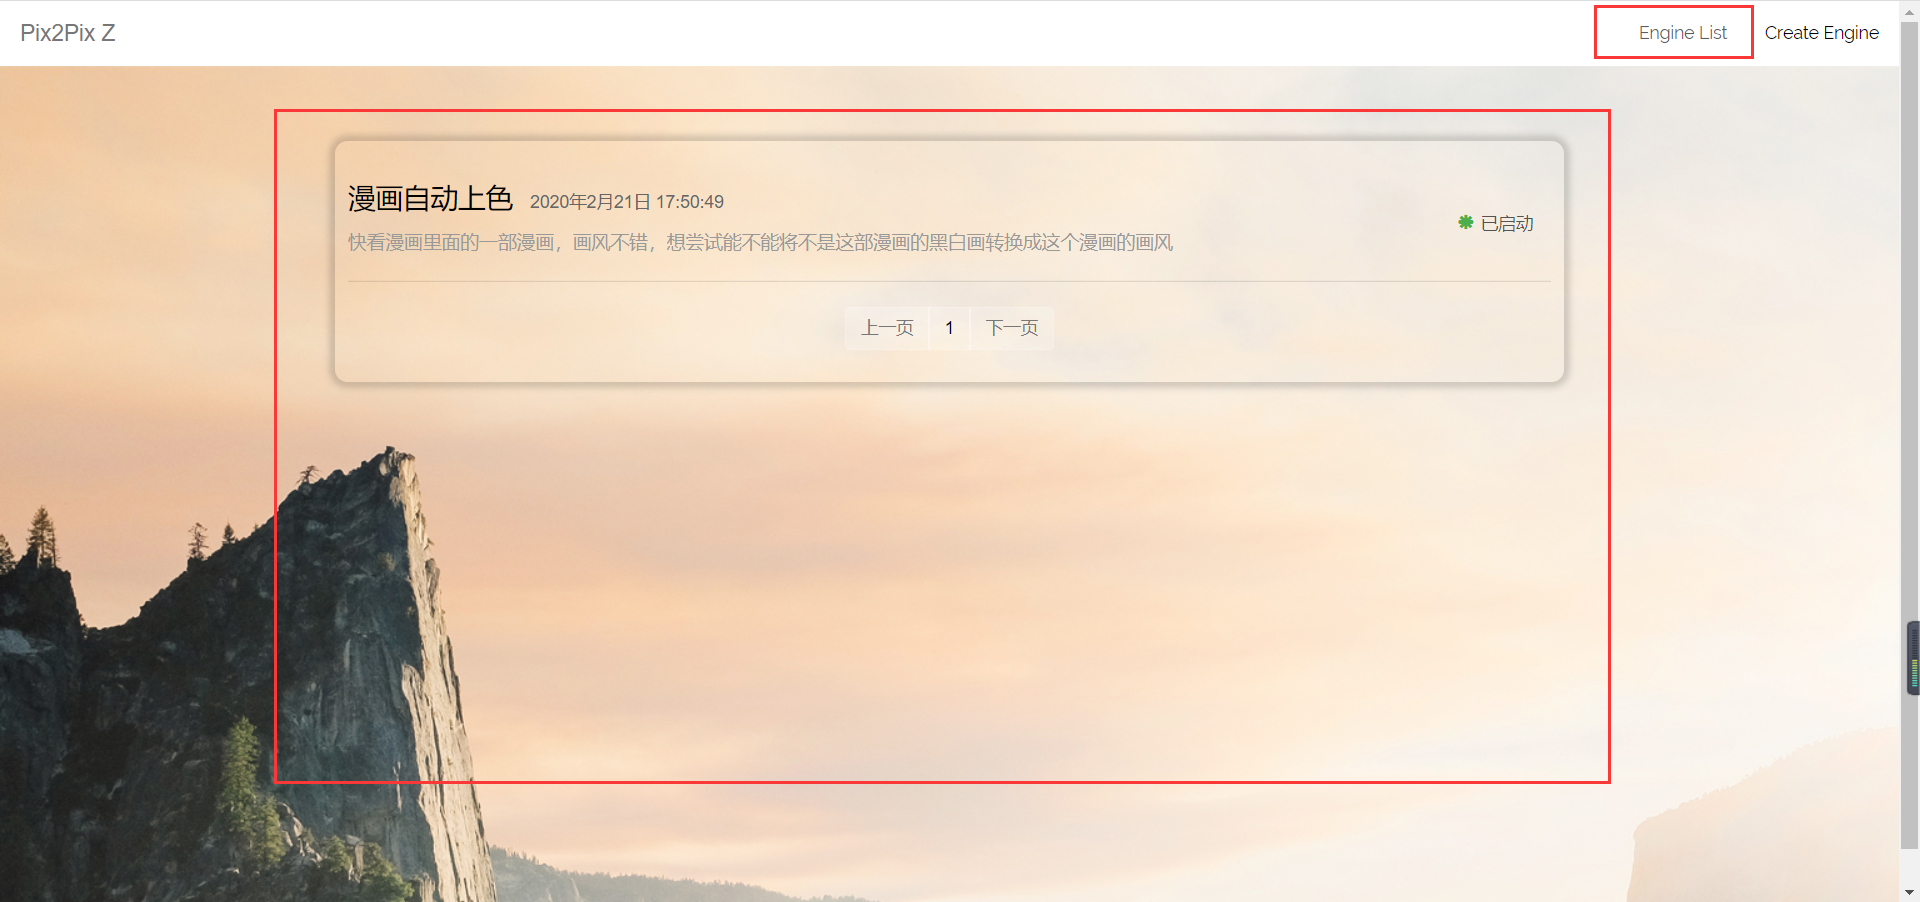 Pix2Pix Z
Engine List
Create Engine
漫画自动上色 2020年2月21日 17:50:49
快看漫画里面的一部漫画，画风不错，想尝试能不能将不是这部漫画的黑白画转换成这个漫画的画风
已启动
上一页 1 下一页